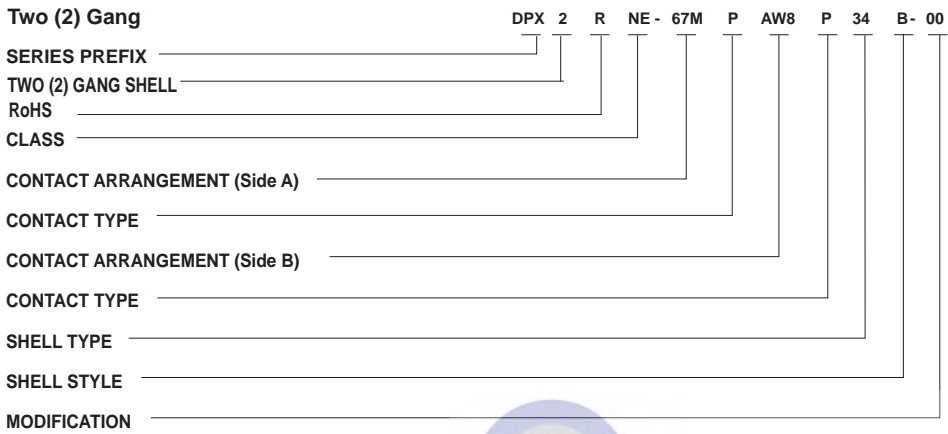 Two (2) Gang DPX 2 R NE - 67M P AW8 P 34 B - 00
SERIES PREFIX
TWO (2) GANG SHELL
RoHS
CLASS
CONTACT ARRANGEMENT (Side A)
CONTACT TYPE
CONTACT ARRANGEMENT (Side B)
CONTACT TYPE
SHELL TYPE
SHELL STYLE
MODIFICATION